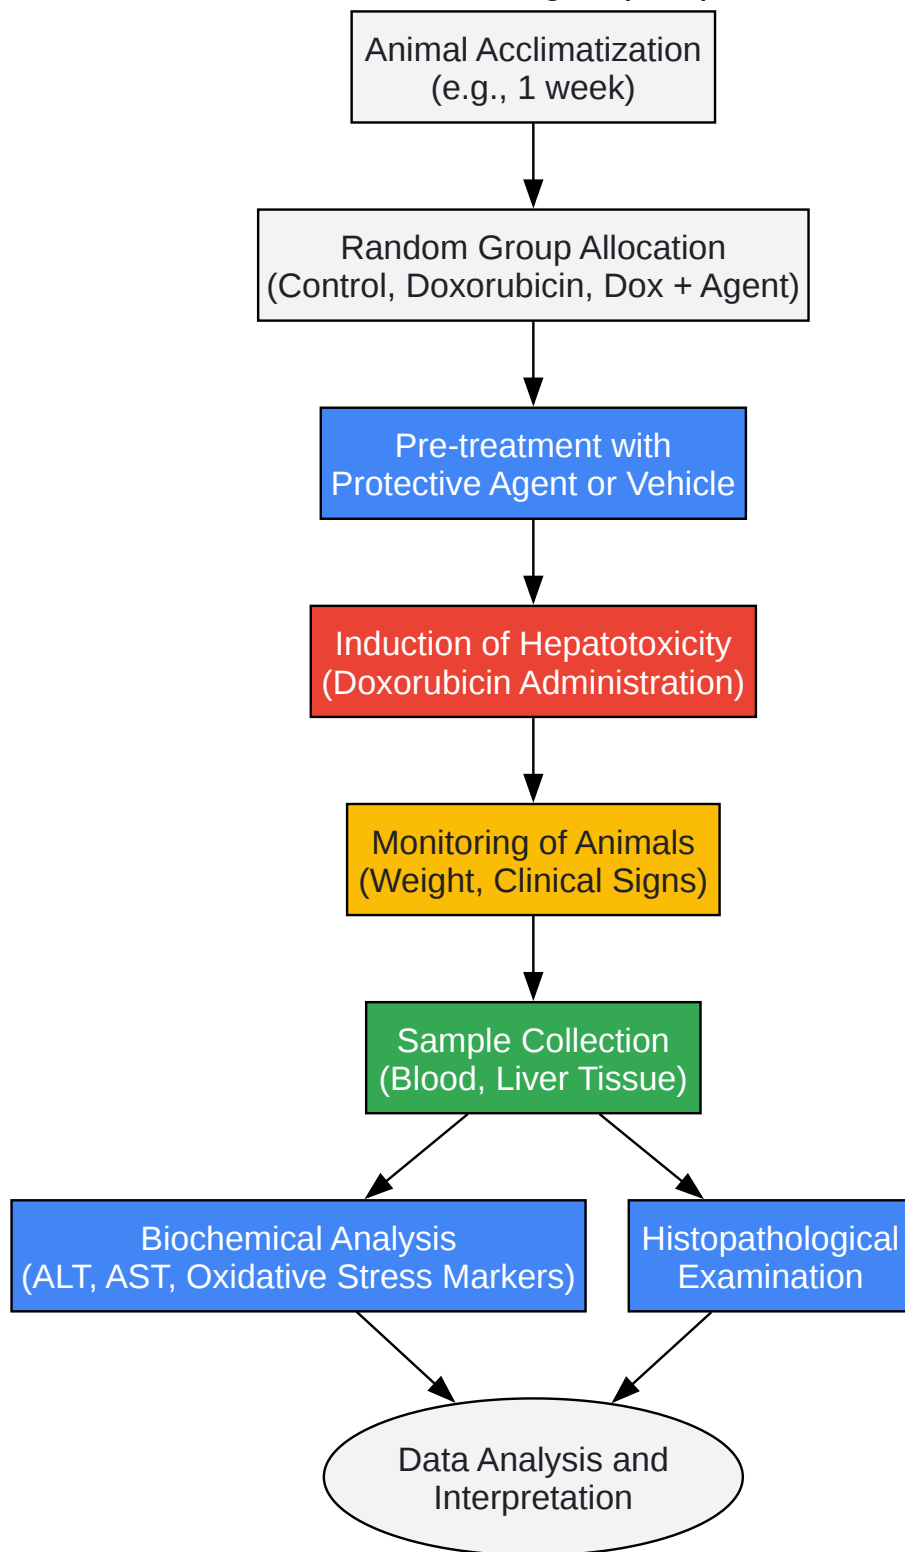 Animal Acclimatization
(e.g., 1 week)
Random Group Allocation
(Control, Doxorubicin, Dox + Agent)
Pre-treatment with
Protective Agent or Vehicle
Induction of Hepatotoxicity
(Doxorubicin Administration)
Monitoring of Animals
(Weight, Clinical Signs)
Sample Collection
(Blood, Liver Tissue)
Biochemical Analysis
(ALT, AST, Oxidative Stress Markers)
Histopathological
Examination
Data Analysis and
Interpretation